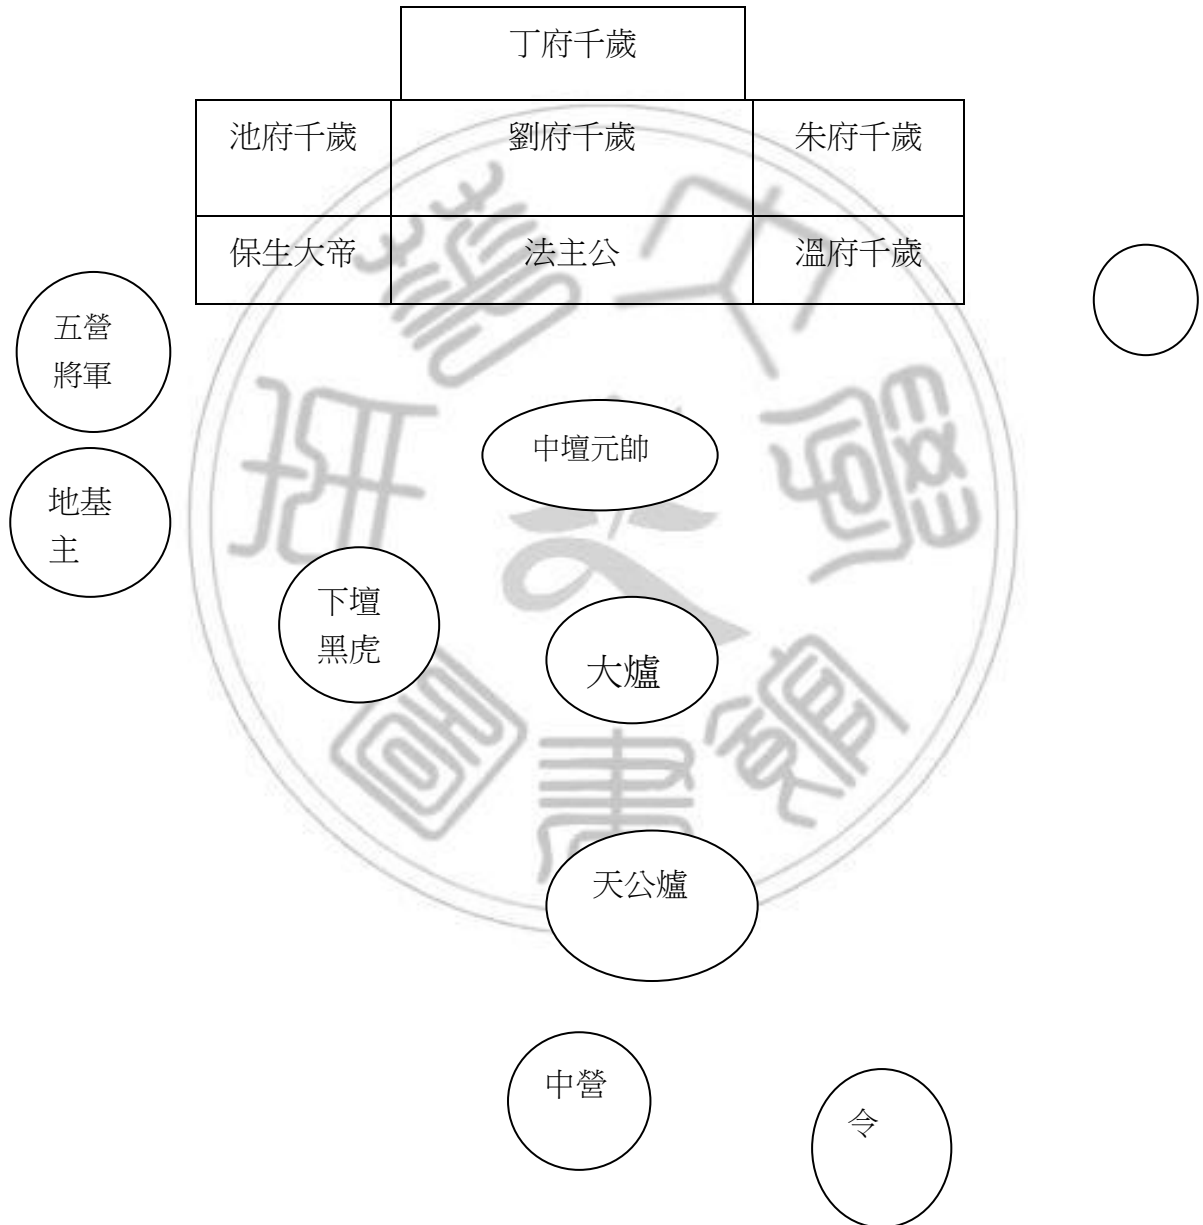 丁府千歲
池府千歲 劉府千歲 朱府千歲
保生大帝 法主公 溫府千歲
五營
將軍
中壇元帥
地基
主
下壇
黑虎
大爐
天公爐
中營
令